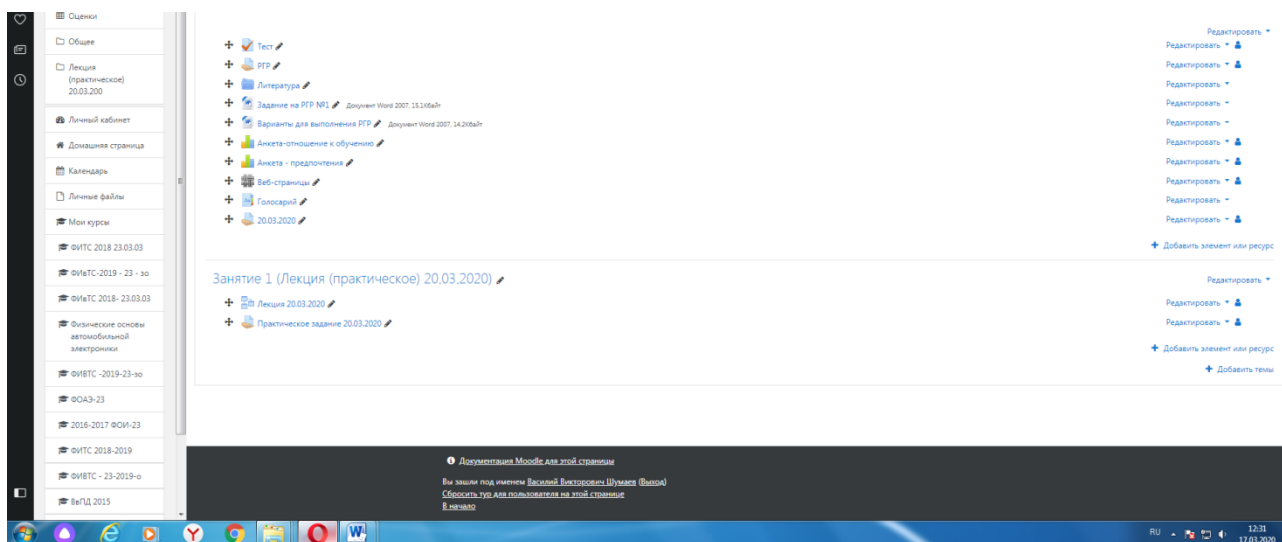 Оценки
Общее
Лекция
(практическое)
20.03.200
Личный кабинет
Домашняя страница
Календарь
Личные файлы
Мои курсы
ФИТС 2018 23.03.03
ФИвТС-2019 - 23 - зо
ФИвТС 2018- 23.03.03
Физические основы
автомобильной
электроники
ФИВТС -2019-23-зо
ФОАЭ-23
2016-2017 ФОИ-23
ФИТС 2018-2019
ФИВТС - 23-2019-о
ВвПД 2015
Редактировать
Тест Редактировать
РГР Редактировать
Литература Редактировать
Задание на РГР №1 Документ Word 2007, 15.1Кбайт Редактировать
Варианты для выполнения РГР Документ Word 2007, 14.2Кбайт Редактировать
Анкета-отношение к обучению Редактировать
Анкета - предпочтения Редактировать
Веб-страницы Редактировать
Голосарий Редактировать
20.03.2020 Редактировать
Добавить элемент или ресурс
Занятие 1 (Лекция (практическое) 20.03.2020) Редактировать
Лекция 20.03.2020 Редактировать
Практическое задание 20.03.2020 Редактировать
Добавить элемент или ресурс
Добавить темы
Документация Moodle для этой страницы
Вы зашли под именем Василий Викторович Шумаев (Выход)
Сбросить тур для пользователя на этой странице
В начало
RU 12:31
17.03.2020